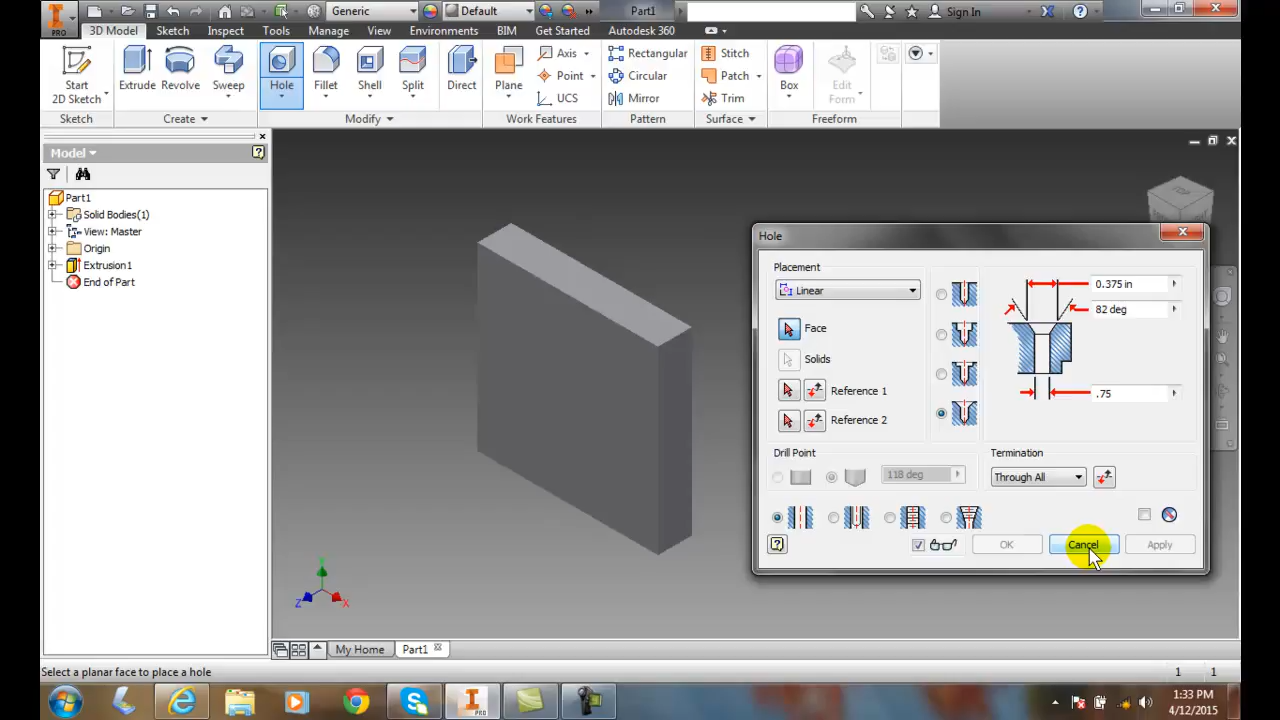 Generic
Default
Part1
Sign In
PRO
3D Model
Sketch
Inspect
Tools
Manage
View
Environments
BIM
Get Started
Autodesk 360
Start
2D Sketch
Extrude
Revolve
Sweep
Hole
Fillet
Shell
Split
Direct
Plane
Axis
Point
UCS
Rectangular
Circular
Mirror
Stitch
Patch
Trim
Box
Edit
Form
Sketch
Create
Modify
Work Features
Pattern
Surface
Freeform
Model
Part1
Solid Bodies(1)
View: Master
Origin
Extrusion1
End of Part
Hole
Placement
Linear
Face
Solids
Reference 1
Reference 2
0.375 in
82 deg
.75
Drill Point
118 deg
Termination
Through All
OK
Cancel
Apply
Y
Z
X
My Home
Part1
Select a planar face to place a hole
1
1
PRO
1:33 PM
4/12/2015